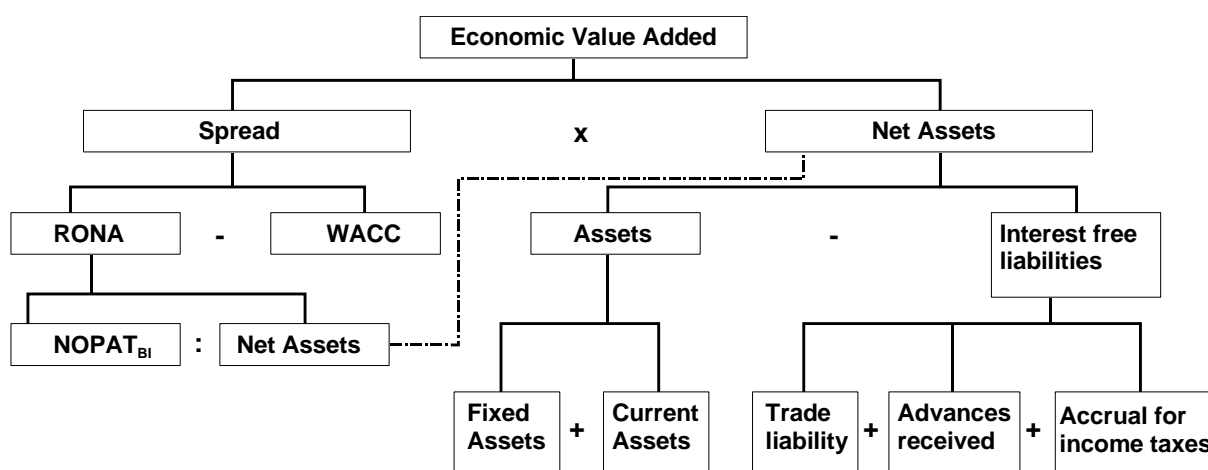 Economic Value Added
Spread
x
Net Assets
RONA
-
WACC
Assets
-
Interest free
liabilities
NOPATBI
:
Net Assets
Fixed
Assets
+
Current
Assets
Trade
liability
+
Advances
received
+
Accrual for
income taxes